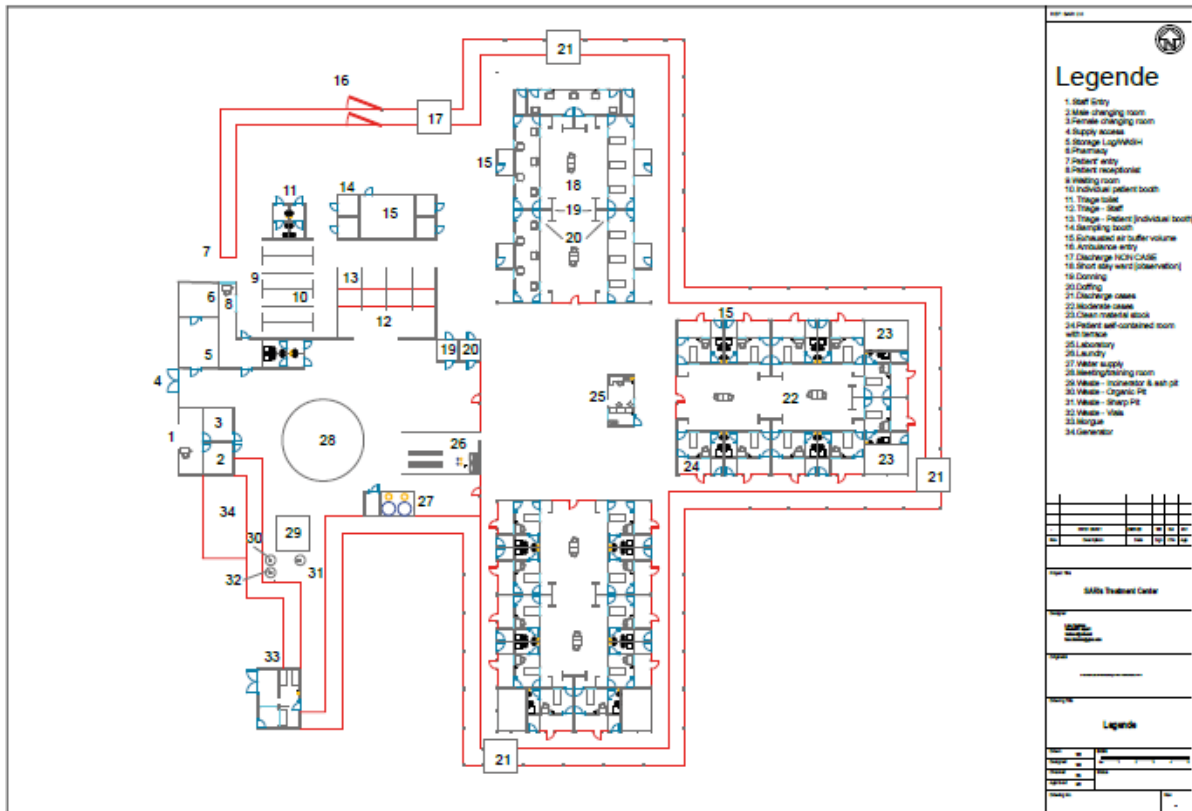 N
Legende
1.Staff Entry
2.Male changing room
3.Female changing room
4.Supply access
5.Storage Log/WASH
6.Pharmacy
7.Patient' entry
8.Patient receptionist
9.Waiting room
10.Individual patient booth
11. Triage toilet
12. Triage - Staff
13. Triage - Patient [individual booth]
14.Sampling booth
15.Exhausted air buffer volume
16. Ambulance entry
17. Discharge NON CASE
18. Short stay ward [observation]
19. Donning
20. Doffing
21. Discharge cases
22. Moderate cases
23. Clean material stock
24. Patient self-contained room
with terrace
25. Laboratory
26. Laundry
27. Water supply
28. Meeting/training room
29. Waste - Incinerator & ash pit
30. Waste - Organic Pit
31. Waste - Sharp Pit
32. Waste - Vials
33. Morgue
34. Generator
SARIs Treatment Center
Legende
21
16
17
15
18
19
20
11
14
15
7
9
10
13
12
6
8
5
4
19
20
15
23
25
22
24
23
21
3
1
2
28
26
27
34
29
30
32
31
33
21